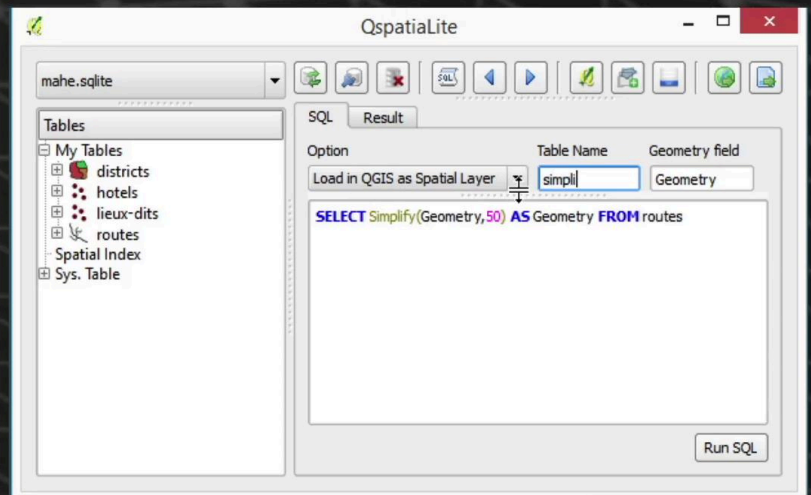 QspatiaLite
mahe.sqlite
SQL
Tables
My Tables
districts
hotels
lieux-dits
routes
Spatial Index
Sys. Table
SQL Result
Option Table Name Geometry field
Load in QGIS as Spatial Layer simpli Geometry
SELECT Simplify(Geometry,50) AS Geometry FROM routes
Run SQL